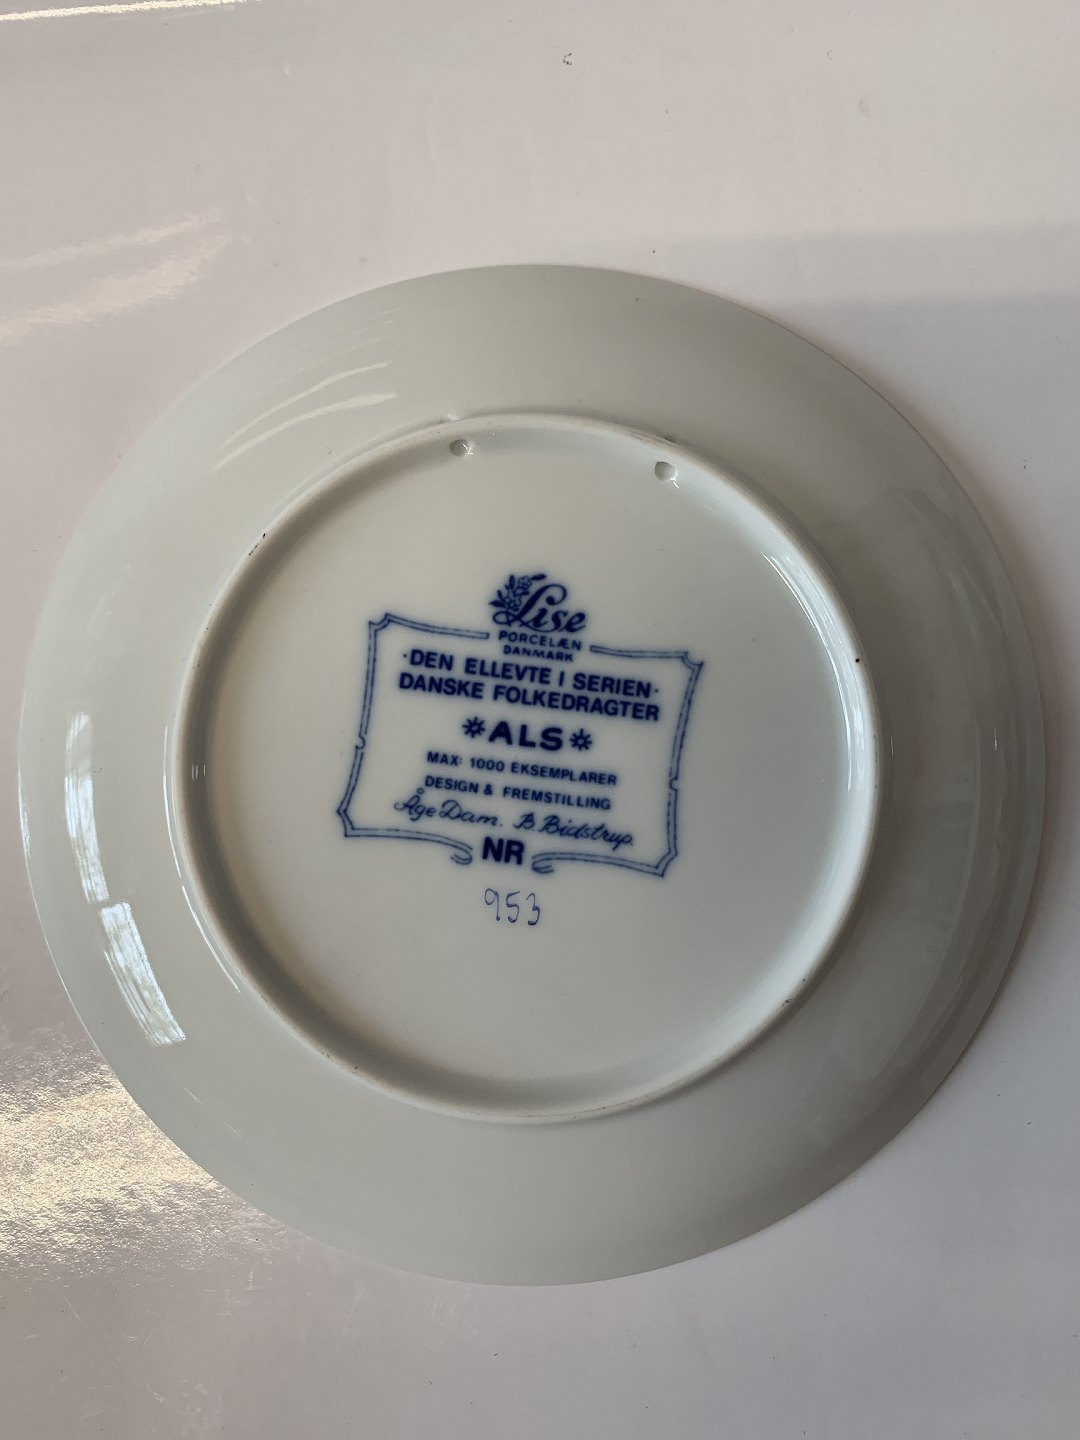 Lise
PORCELÆN
DANMARK
·DEN ELLEVTE I SERIEN·
DANSKE FOLKEDRAGTER
*ALS*
MAX: 1000 EKSEMPLARER
DESIGN & FREMSTILLING
Åge Dam. B Bidstrup.
NR
953